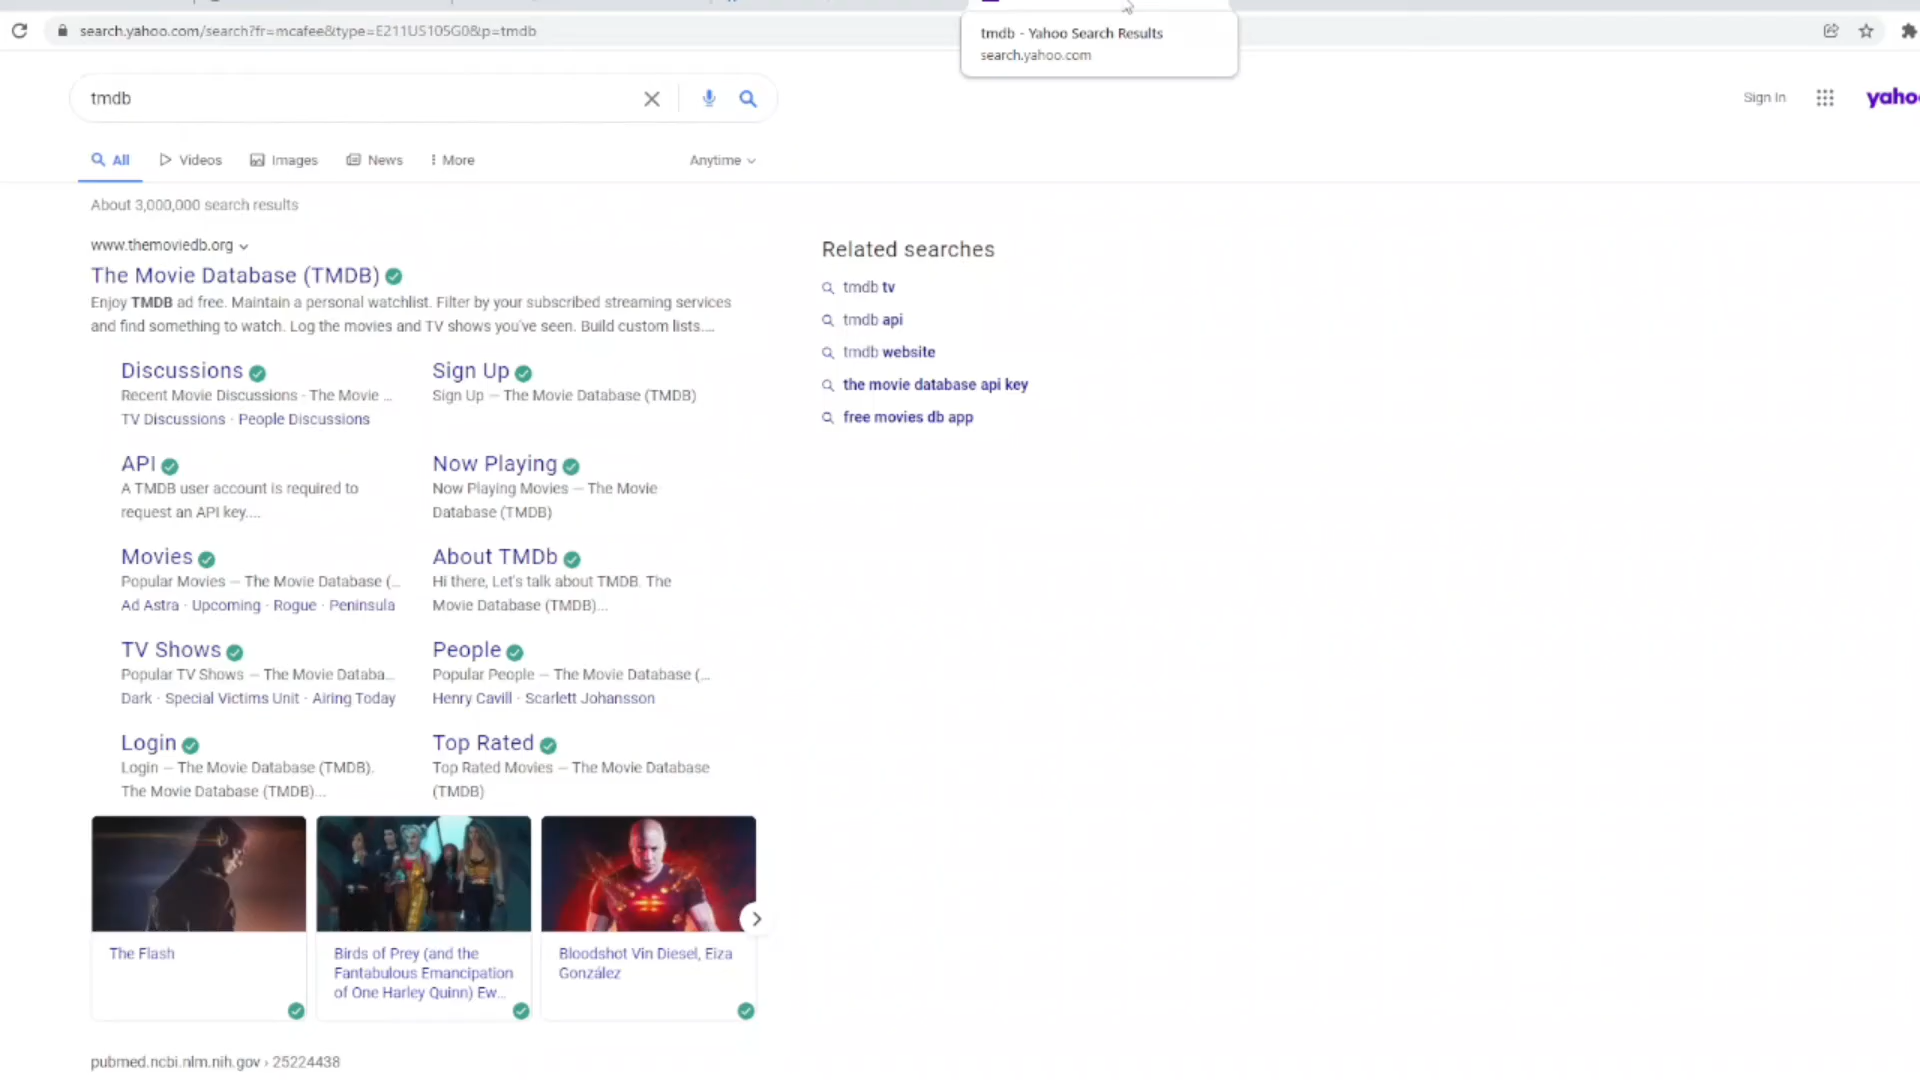 search.yahoo.com/search?fr=mcafee&type=E211US105G0&p=tmdb
tmdb - Yahoo Search Results
search.yahoo.com
tmdb
Sign In
All
Videos
Images
News
More
Anytime
About 3,000,000 search results
www.themoviedb.org
The Movie Database (TMDB)
Enjoy TMDB ad free. Maintain a personal watchlist. Filter by your subscribed streaming services
and find something to watch. Log the movies and TV shows you've seen. Build custom lists....
Discussions
Recent Movie Discussions - The Movie ...
TV Discussions · People Discussions
Sign Up
Sign Up — The Movie Database (TMDB)
API
A TMDB user account is required to
request an API key....
Now Playing
Now Playing Movies — The Movie
Database (TMDB)
Movies
Popular Movies — The Movie Database (...
Ad Astra · Upcoming · Rogue · Peninsula
About TMDb
Hi there, Let's talk about TMDB. The
Movie Database (TMDB)...
TV Shows
Popular TV Shows — The Movie Databa...
Dark · Special Victims Unit · Airing Today
People
Popular People — The Movie Database (...
Henry Cavill · Scarlett Johansson
Login
Login — The Movie Database (TMDB).
The Movie Database (TMDB)...
Top Rated
Top Rated Movies — The Movie Database
(TMDB)
The Flash
Birds of Prey (and the
Fantabulous Emancipation
of One Harley Quinn) Ew...
Bloodshot Vin Diesel, Eiza
González
pubmed.ncbi.nlm.nih.gov › 25224438
Related searches
tmdb tv
tmdb api
tmdb website
the movie database api key
free movies db app